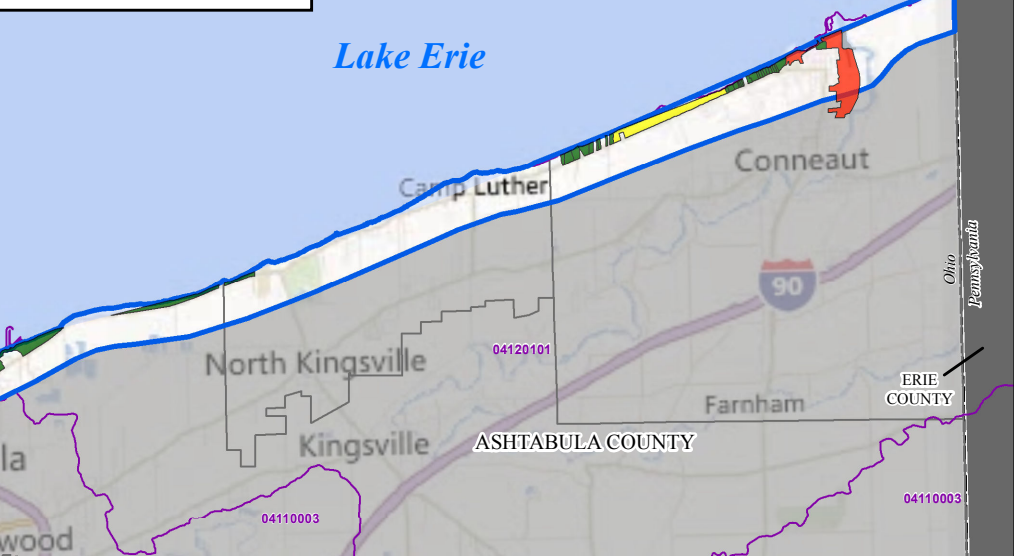 Lake Erie
Conneaut
Camp Luther
90
Ohio
Pennsylvania
North Kingsville
04120101
ERIE
COUNTY
Farnham
Kingsville
ASHTABULA COUNTY
la
04110003
04110003
wood